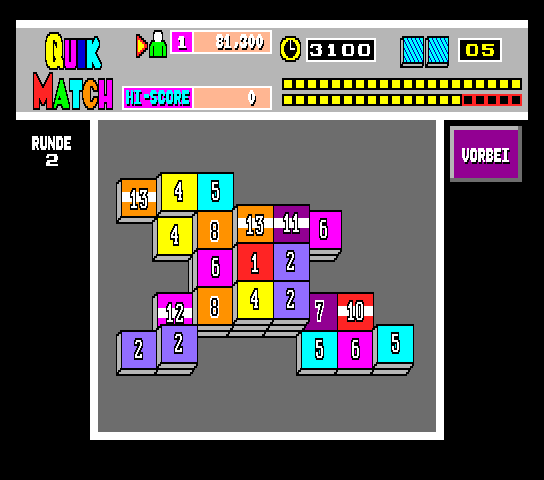 QUIK
MATCH
1 81,300
HI-SCORE 0
3100
05
RUNDE
2
VORBEI
13 4 5
4 8 13 11 6
6 1 2
12 8 4 2 7 10
2 2 5 6 5